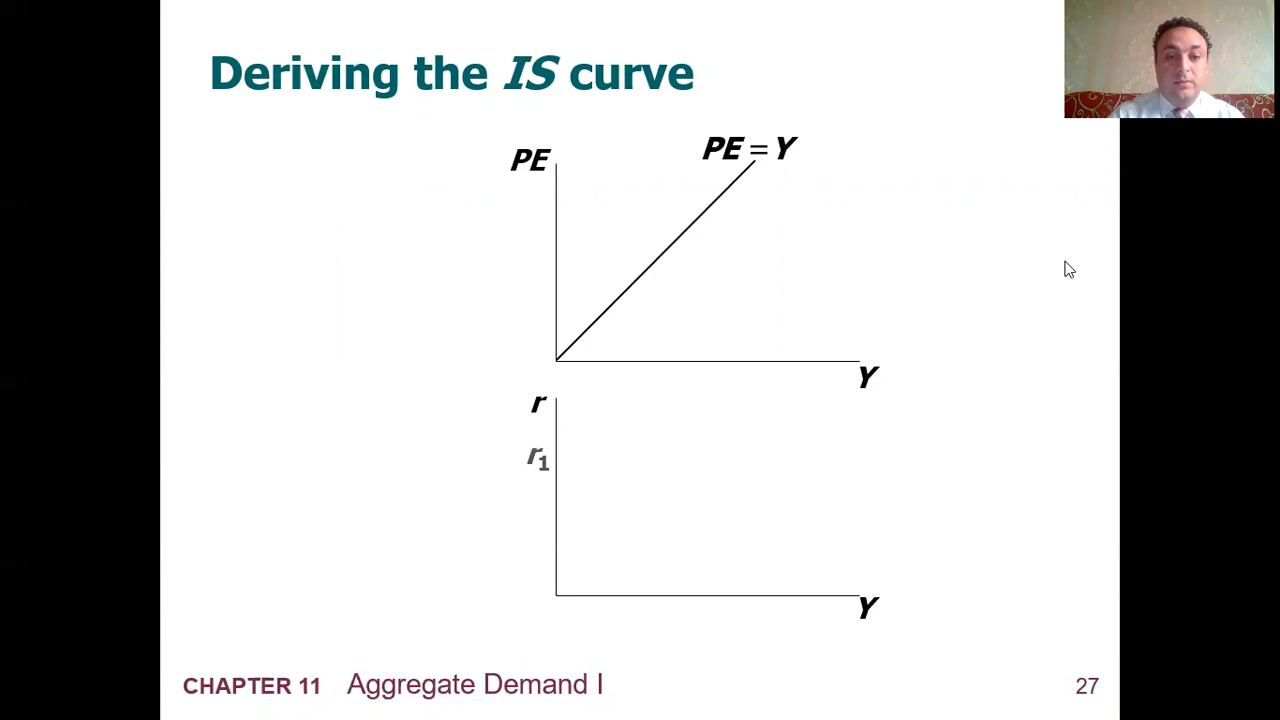 Deriving the IS curve
PE
PE = Y
Y
r
r1
Y
CHAPTER 11 Aggregate Demand I
27